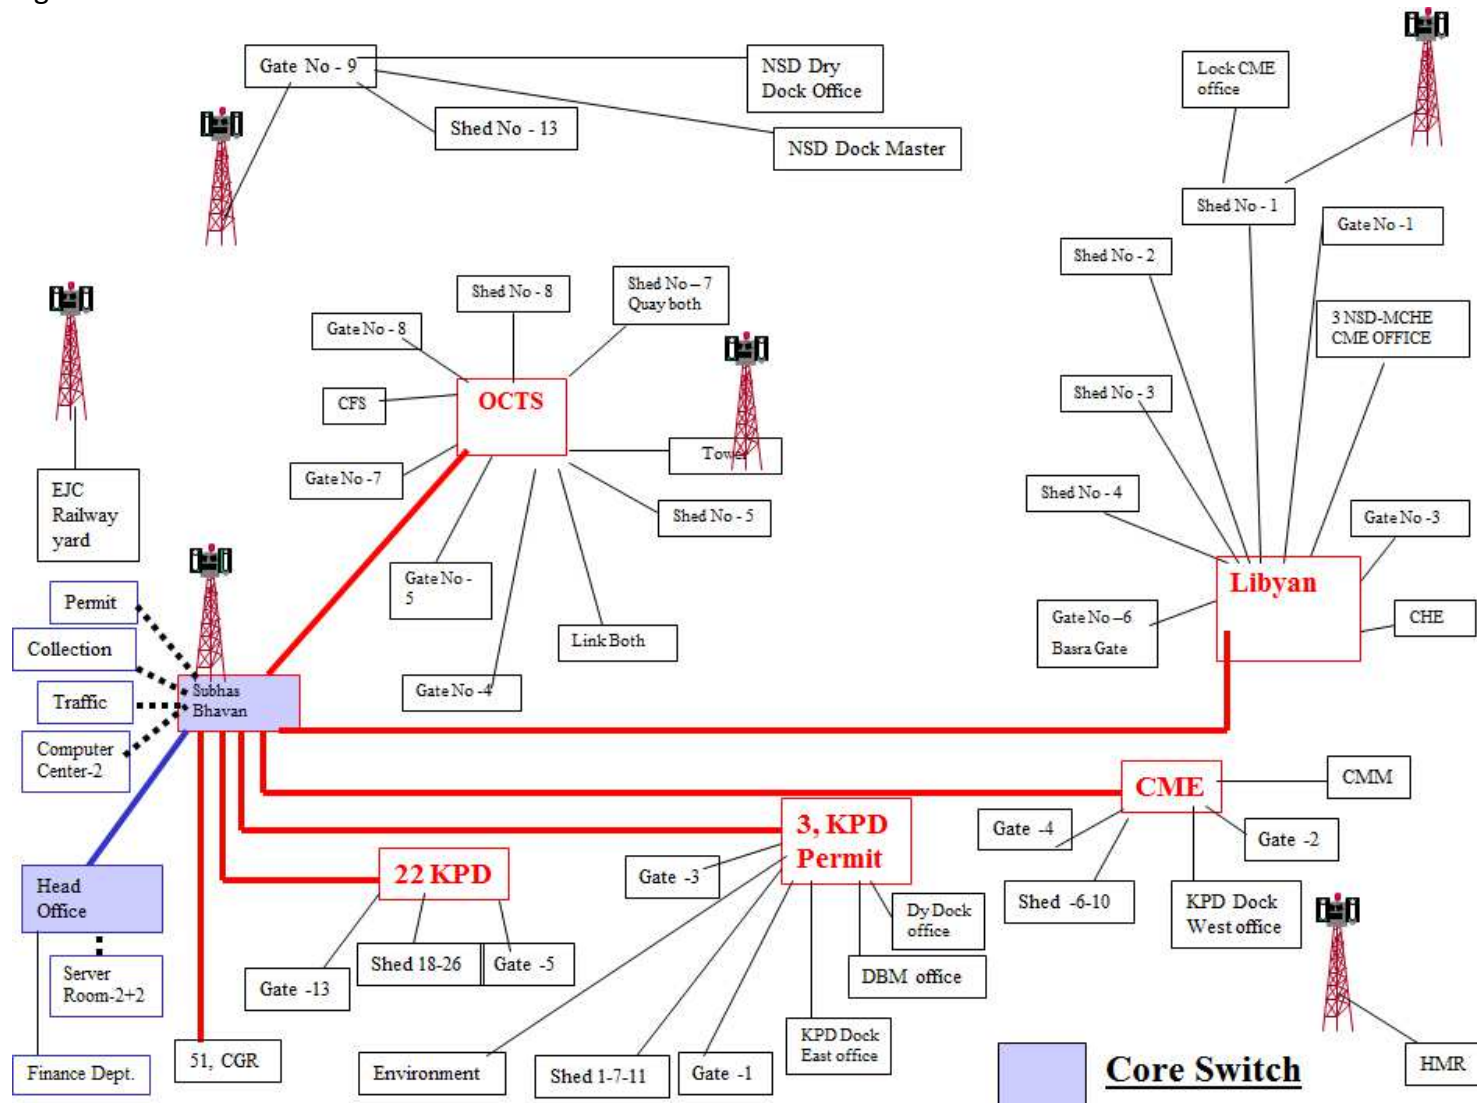 Gate No - 9
NSD Dry
Dock Office
Shed No - 13
NSD Dock Master
Lock CME
office
Shed No - 1
Gate No -1
Shed No - 2
3 NSD-MCHE
CME OFFICE
Shed No - 3
Shed No - 4
Gate No -3
Libyan
Gate No –6
Basra Gate
CHE
Shed No - 8
Shed No – 7
Quay both
Gate No - 8
CFS
OCTS
Gate No -7
Tower
Shed No - 5
Gate No -
5
Link Both
Gate No -4
EJC
Railway
yard
Permit
Collection
Traffic
Computer
Center-2
Subhas
Bhavan
Head
Office
Server
Room-2+2
Finance Dept.
51, CGR
22 KPD
Gate -13
Shed 18-26
Gate -5
3, KPD
Permit
Gate -3
Environment
Shed 1-7-11
Gate -1
KPD Dock
East office
DBM office
Dy Dock
office
CME
CMM
Gate -4
Gate -2
Shed -6-10
KPD Dock
West office
HMR
Core Switch